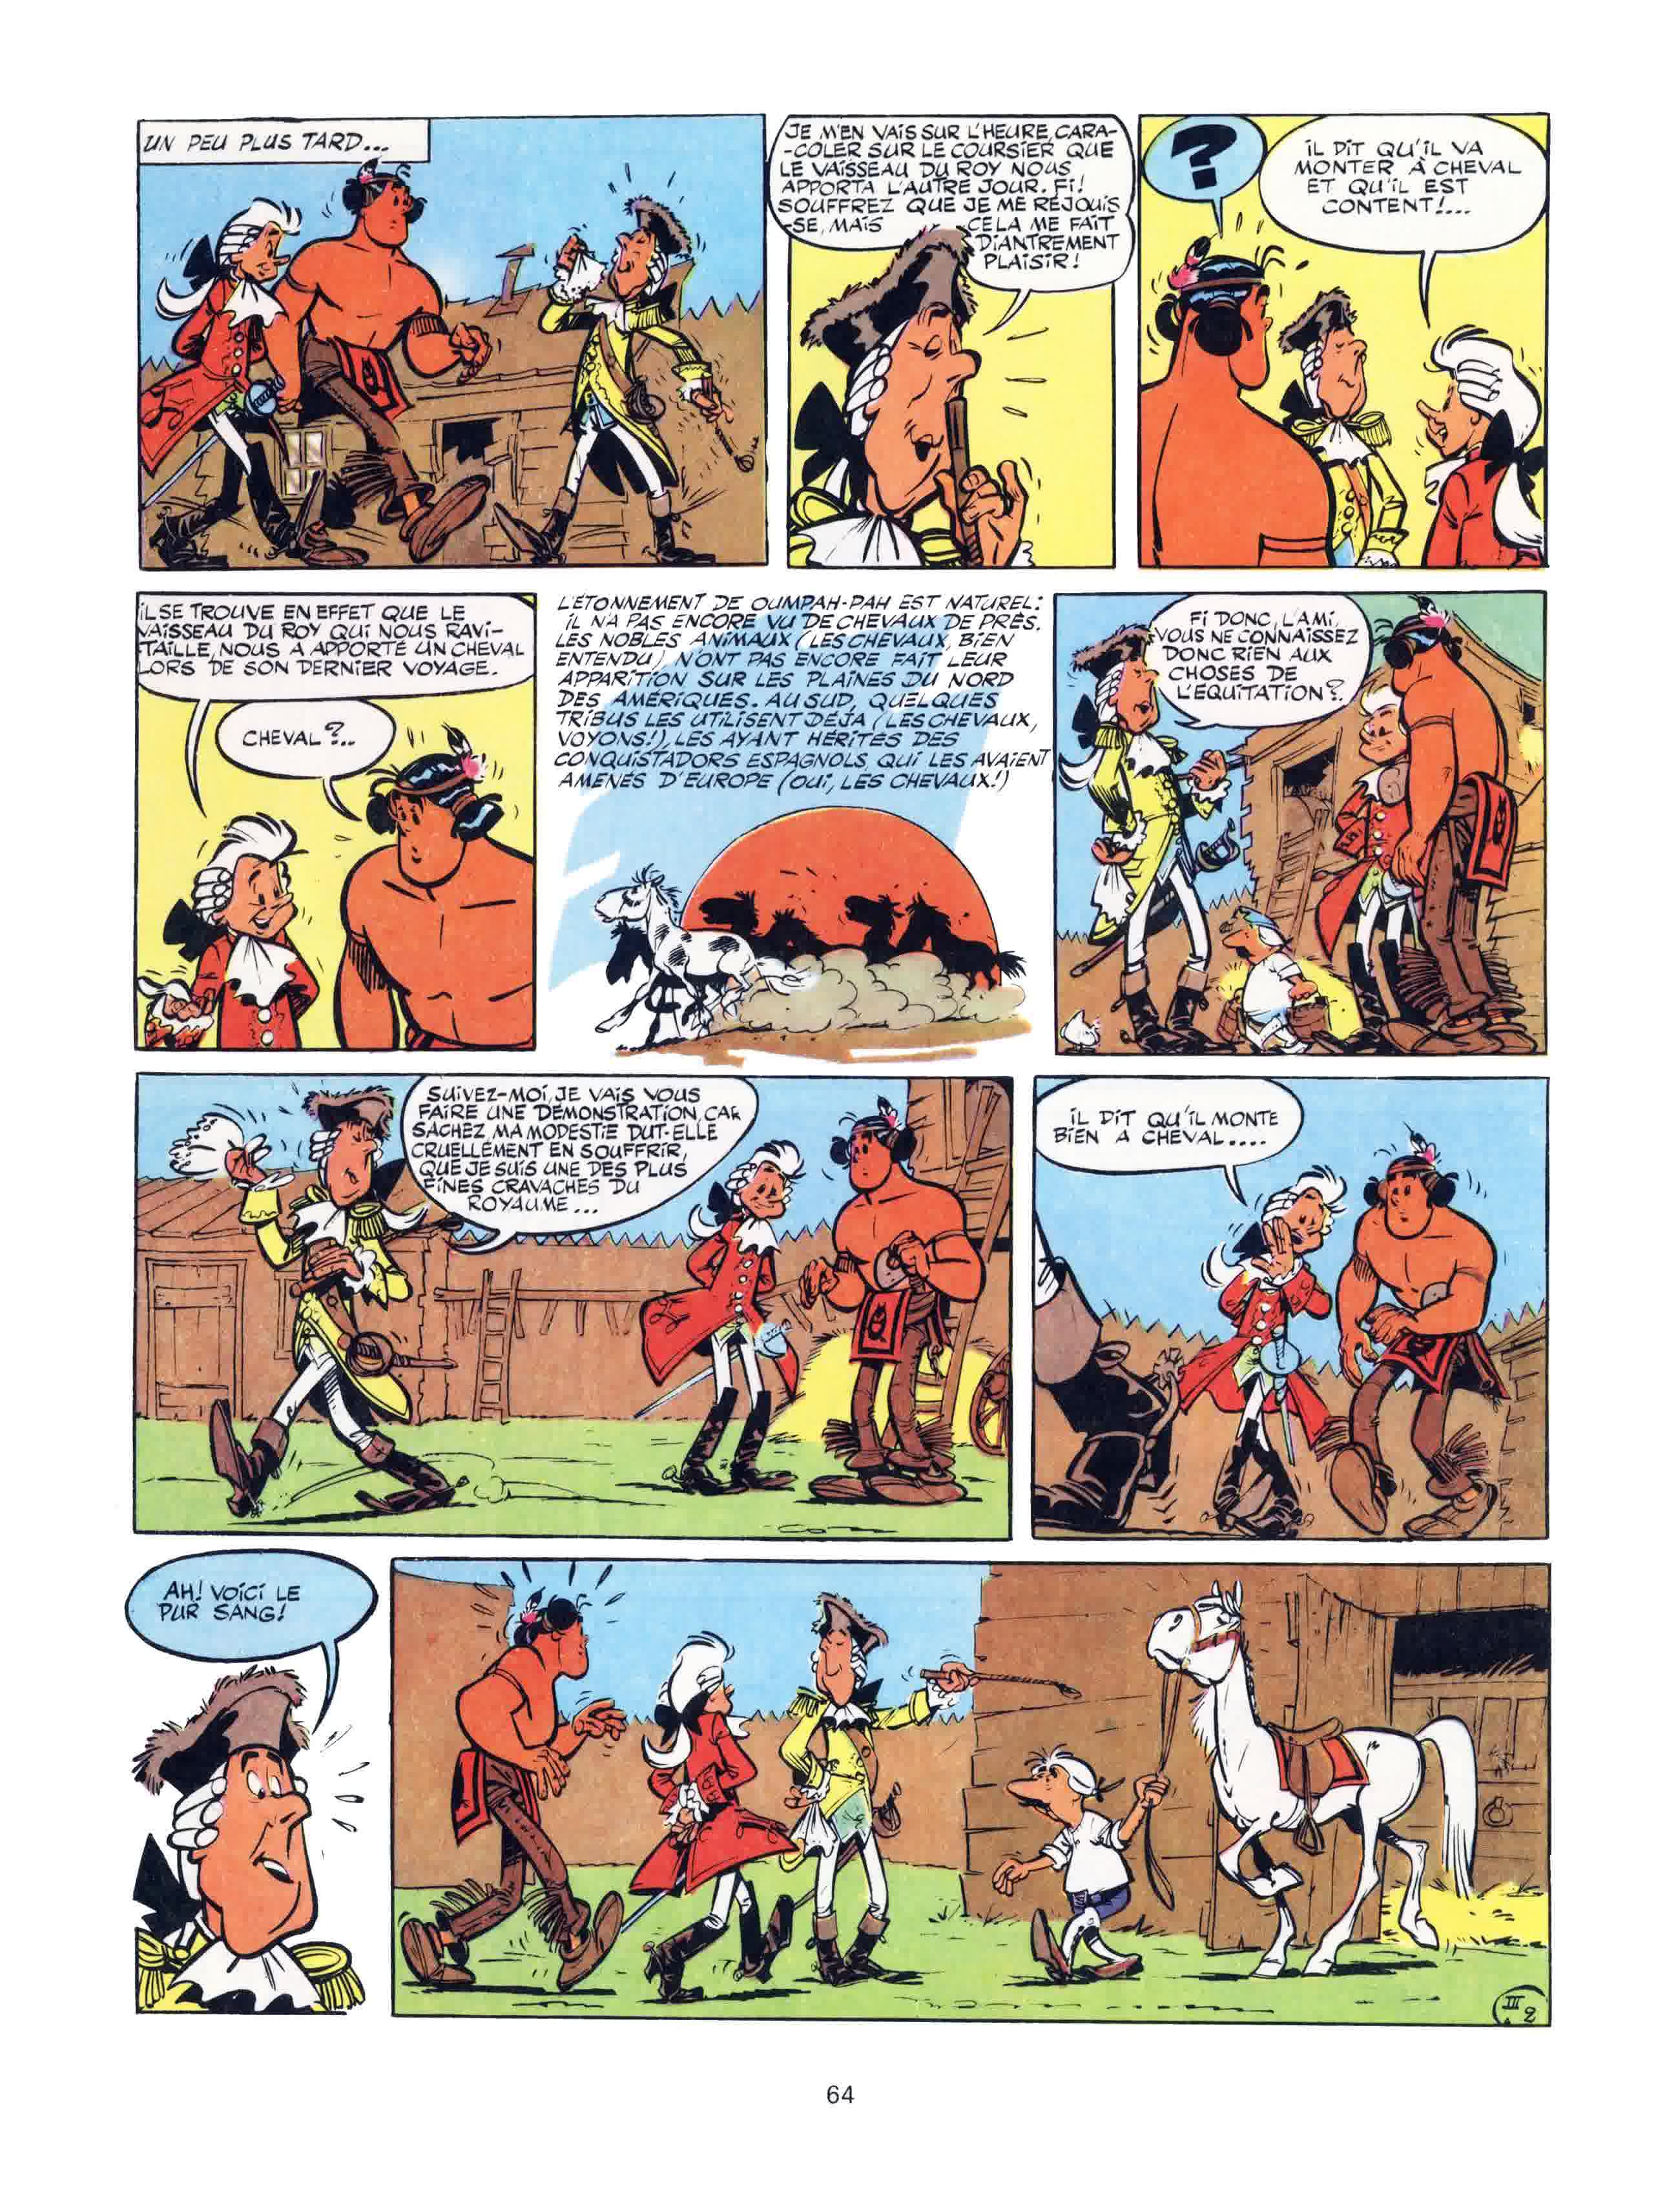 UN PEU PLUS TARD...
JE M'EN VAIS SUR L'HEURE, CARA-
-COLER SUR LE COURSIER QUE
LE VAISSEAU DU ROY NOUS
APPORTA L'AUTRE JOUR. FI!
SOUFFREZ QUE JE ME REJOUIS
-SE, MAIS CELA ME FAIT
DIANTREMENT
PLAISIR!
?
IL DIT QU'IL VA
MONTER À CHEVAL
ET QU'IL EST
CONTENT!...
IL SE TROUVE EN EFFET QUE LE
VAISSEAU DU ROY QUI NOUS RAVI-
-TAILLE, NOUS A APPORTÉ UN CHEVAL
LORS DE SON DERNIER VOYAGE.
CHEVAL?...
L'ÉTONNEMENT DE OUMPAH-PAH EST NATUREL:
IL N'A PAS ENCORE VU DE CHEVAUX DE PRÈS.
LES NOBLES ANIMAUX (LES CHEVAUX, BIEN
ENTENDU) N'ONT PAS ENCORE FAIT LEUR
APPARITION SUR LES PLAINES DU NORD
DES AMÉRIQUES. AU SUD, QUELQUES
TRIBUS LES UTILISENT DÉJÀ (LES CHEVAUX,
VOYONS!), LES AYANT HÉRITÉS DES
CONQUISTADORS ESPAGNOLS, QUI LES AVAIENT
AMENÉS D'EUROPE (OUI, LES CHEVAUX!)
FI DONC, L'AMI,
VOUS NE CONNAISSEZ
DONC RIEN AUX
CHOSES DE
L'ÉQUITATION?.
SUIVEZ-MOI, JE VAIS VOUS
FAIRE UNE DÉMONSTRATION, CAR
SACHEZ, MA MODESTIE DUT-ELLE
CRUELLEMENT EN SOUFFRIR,
QUE JE SUIS UNE DES PLUS
FINES CRAVACHES DU
ROYAUME...
IL DIT QU'IL MONTE
BIEN A CHEVAL....
AH! VOICI LE
PUR SANG!
III
2
64